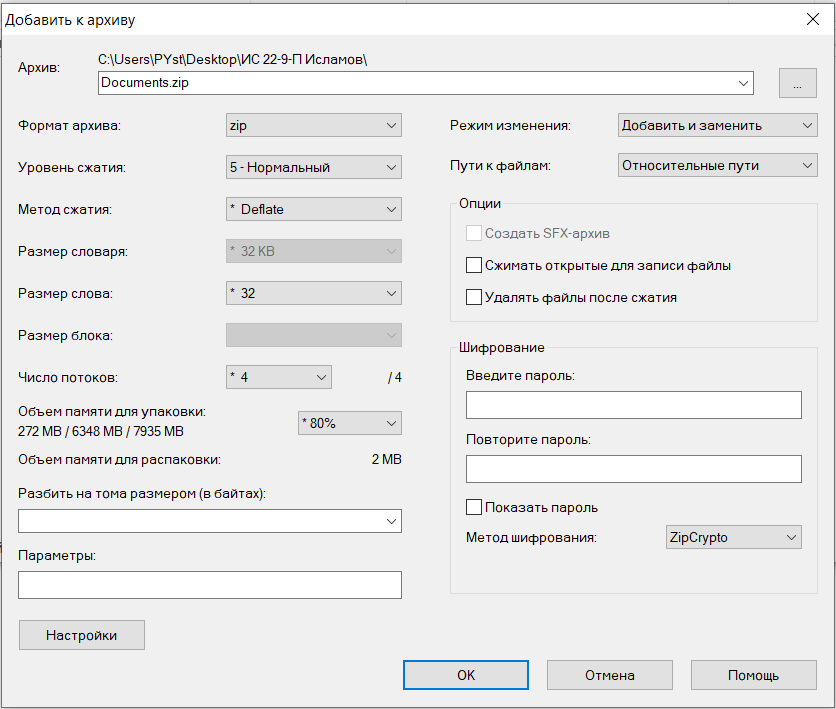 Добавить к архиву
Архив:
C:\Users\PYst\Desktop\ИС 22-9-П Исламов\
Documents.zip
...
Формат архива:
zip
Уровень сжатия:
5 - Нормальный
Метод сжатия:
* Deflate
Размер словаря:
* 32 KB
Размер слова:
* 32
Размер блока:
Число потоков:
* 4
/ 4
Объем памяти для упаковки:
272 MB / 6348 MB / 7935 MB
* 80%
Объем памяти для распаковки:
2 MB
Разбить на тома размером (в байтах):
Параметры:
Настройки
Режим изменения:
Добавить и заменить
Пути к файлам:
Относительные пути
Опции
Создать SFX-архив
Сжимать открытые для записи файлы
Удалять файлы после сжатия
Шифрование
Введите пароль:
Повторите пароль:
Показать пароль
Метод шифрования:
ZipCrypto
OK
Отмена
Помощь